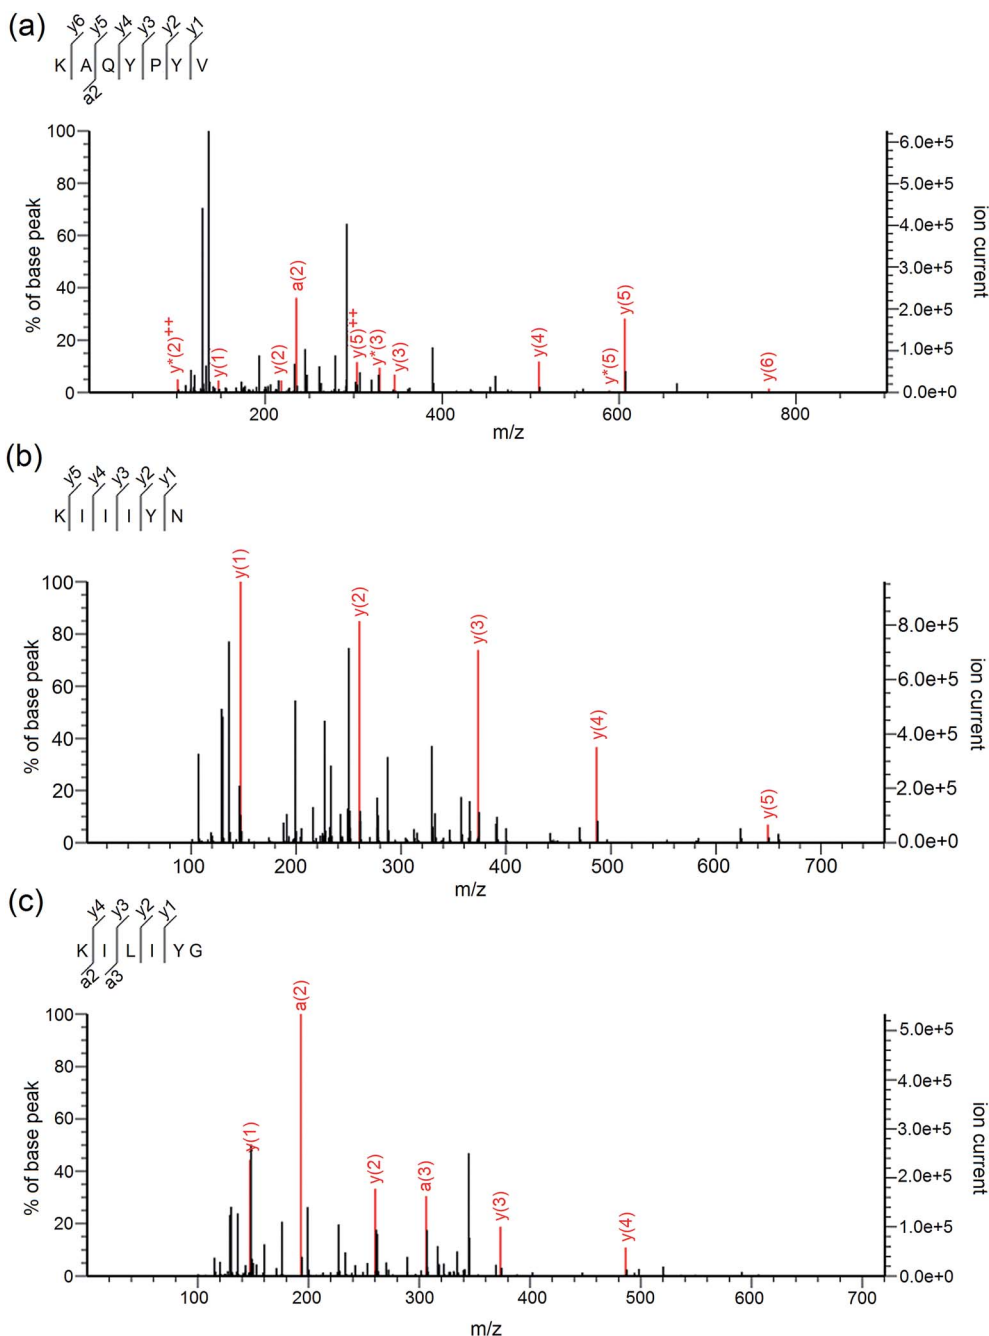 (a)
y6 y5 y4 y3 y2 y1
K A Q Y P Y V
a2
100
80
60
40
20
0
% of base peak
6.0e+5
5.0e+5
4.0e+5
3.0e+5
2.0e+5
1.0e+5
0.0e+0
ion current
y*(2)++
y(1)
y(2)
a(2)
y(5)++
y*(3)
y(3)
y(4)
y*(5)
y(5)
y(6)
200 400 600 800
m/z
(b)
y5 y4 y3 y2 y1
K I I I Y N
100
80
60
40
20
0
% of base peak
8.0e+5
6.0e+5
4.0e+5
2.0e+5
0.0e+0
ion current
y(1)
y(2)
y(3)
y(4)
y(5)
100 200 300 400 500 600 700
m/z
(c)
y4 y3 y2 y1
K I L I Y G
a2 a3
100
80
60
40
20
0
% of base peak
5.0e+5
4.0e+5
3.0e+5
2.0e+5
1.0e+5
0.0e+0
ion current
y(1)
a(2)
y(2)
a(3)
y(3)
y(4)
100 200 300 400 500 600 700
m/z